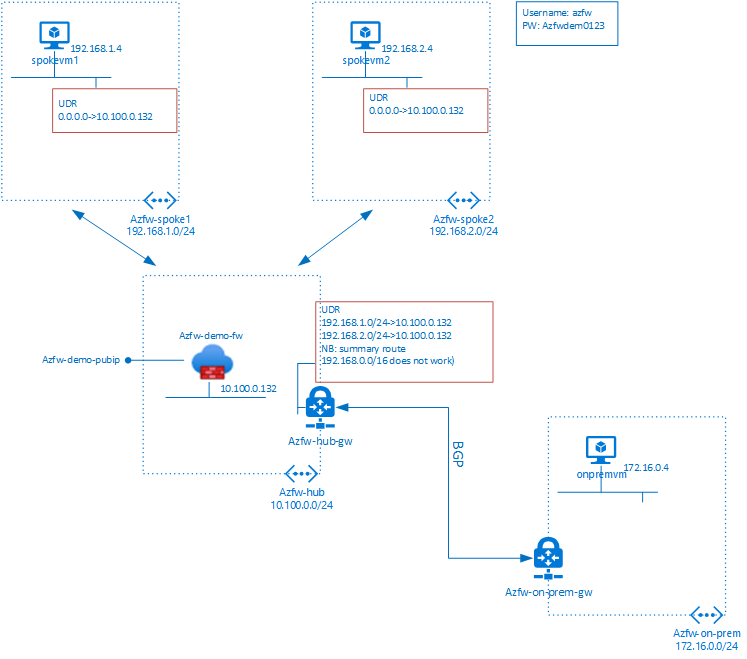 Username: azfw
PW: Azfwdem0123
192.168.1.4
spokevm1
UDR
0.0.0.0->10.100.0.132
Azfw-spoke1
192.168.1.0/24
192.168.2.4
spokevm2
UDR
0.0.0.0->10.100.0.132
Azfw-spoke2
192.168.2.0/24
Azfw-demo-fw
Azfw-demo-pubip
10.100.0.132
UDR
192.168.1.0/24->10.100.0.132
192.168.2.0/24->10.100.0.132
NB: summary route
192.168.0.0/16 does not work)
Azfw-hub-gw
Azfw-hub
10.100.0.0/24
BGP
172.16.0.4
onpremvm
Azfw-on-prem-gw
Azfw-on-prem
172.16.0.0/24